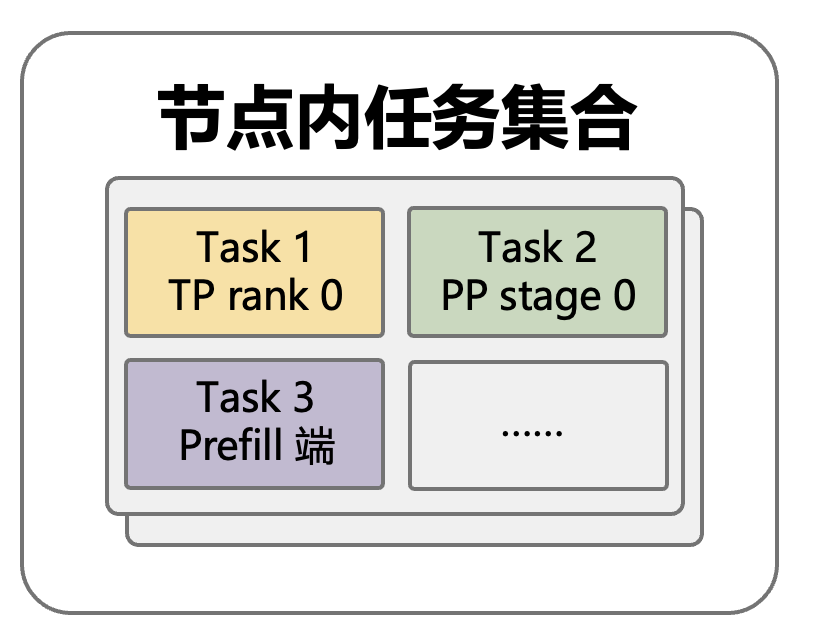 节点内任务集合
Task 1
TP rank 0
Task 2
PP stage 0
Task 3
Prefill 端
······